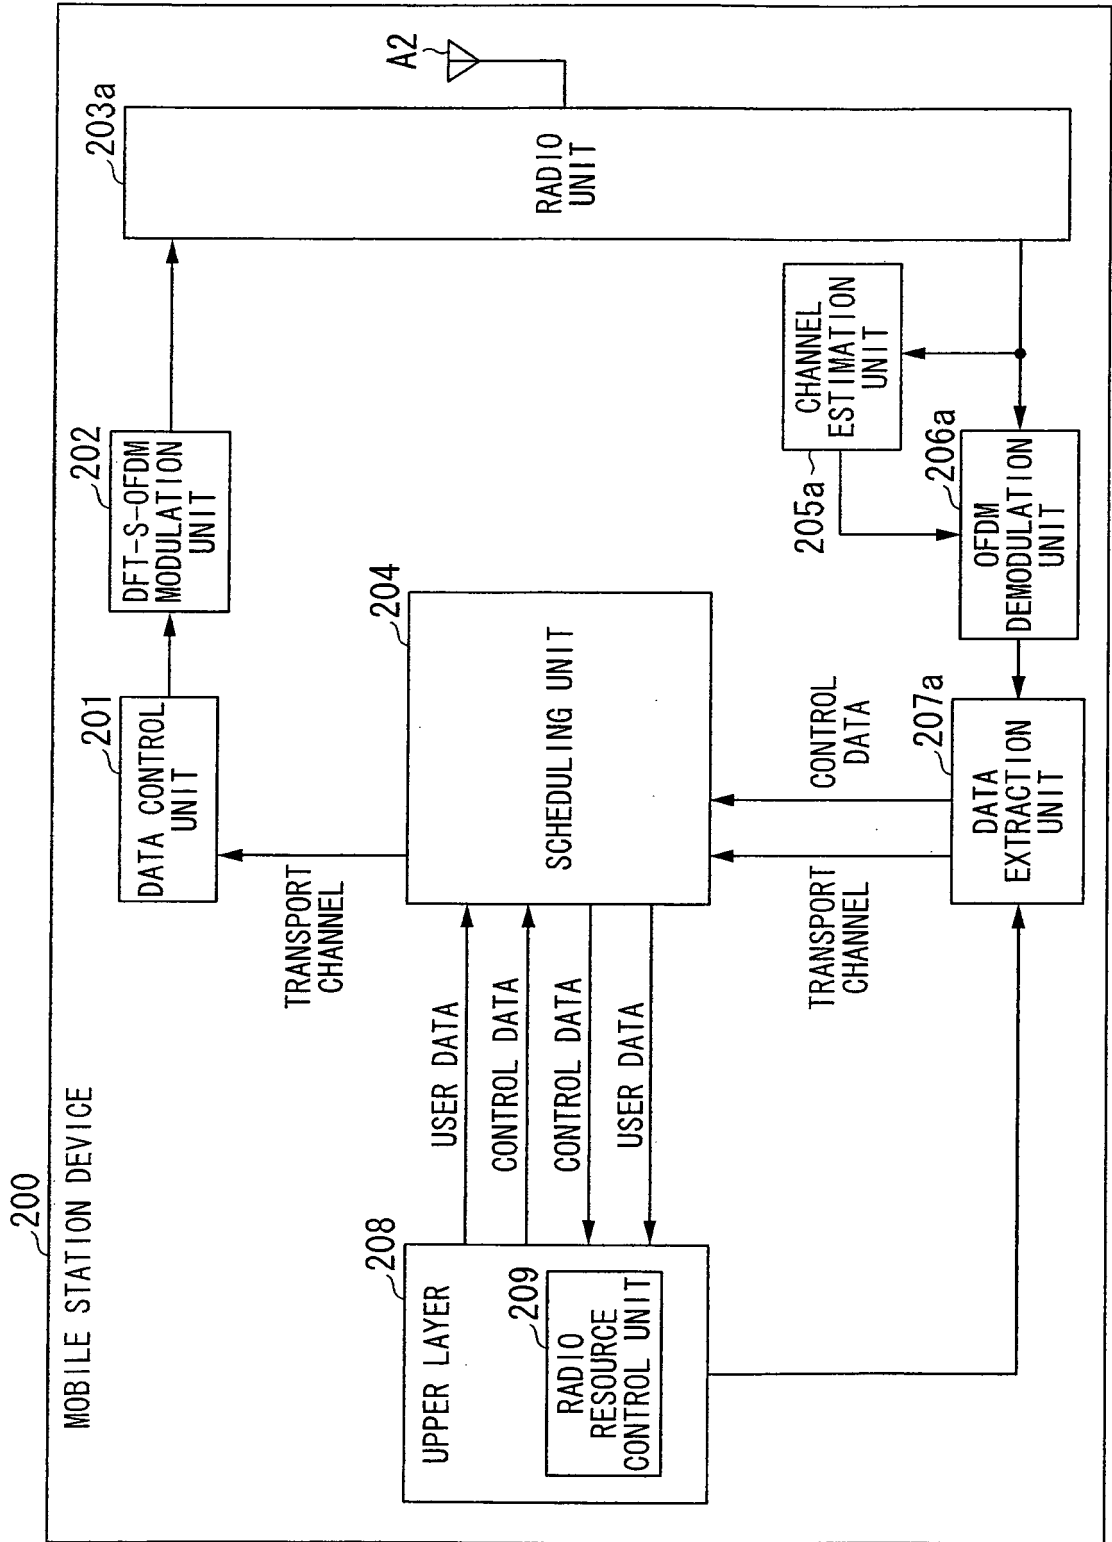 200
MOBILE STATION DEVICE
208
UPPER LAYER
209
RADIO
RESOURCE
CONTROL UNIT
USER DATA
CONTROL DATA
CONTROL DATA
USER DATA
TRANSPORT
CHANNEL
201
DATA CONTROL
UNIT
202
DFT-S-OFDM
MODULATION
UNIT
203a
RADIO
UNIT
A2
204
SCHEDULING UNIT
TRANSPORT
CHANNEL
CONTROL
DATA
205a
CHANNEL
ESTIMATION
UNIT
206a
OFDM
DEMODULATION
UNIT
207a
DATA
EXTRACTION
UNIT